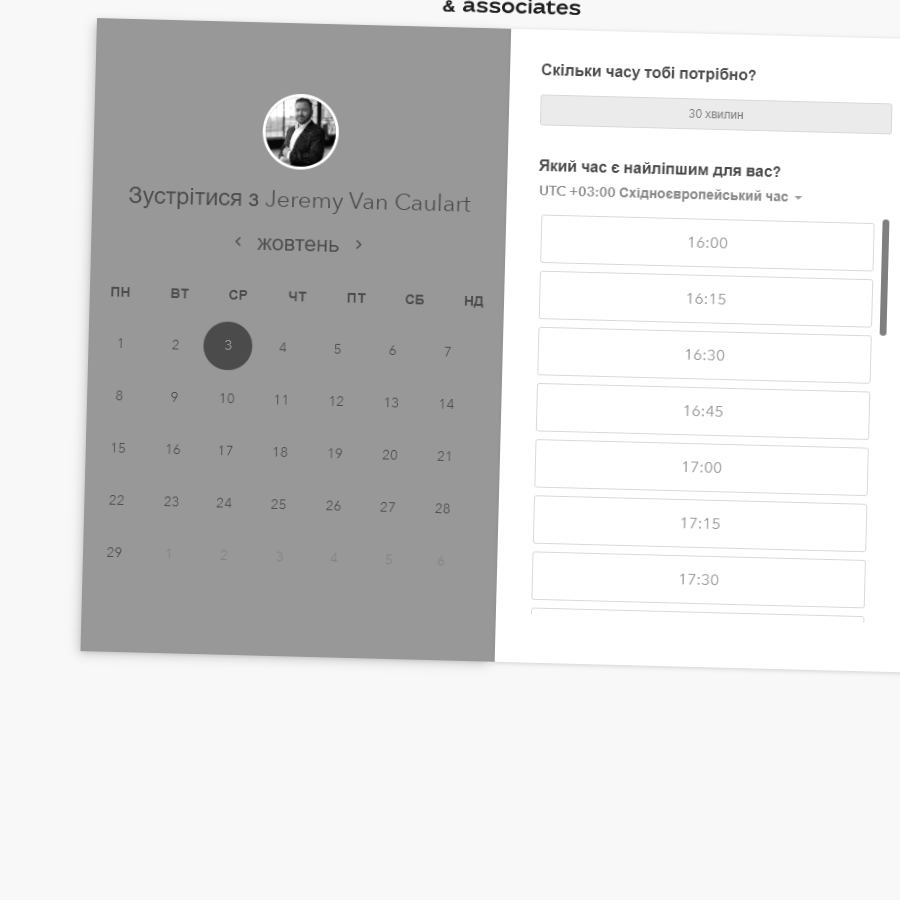 & associates
Зустрітися з Jeremy Van Caulart
‹ жовтень ›
ПН ВТ СР ЧТ ПТ СБ НД
1 2 3 4 5 6 7
8 9 10 11 12 13 14
15 16 17 18 19 20 21
22 23 24 25 26 27 28
29 1 2 3 4 5 6
Скільки часу тобі потрібно?
30 хвилин
Який час є найліпшим для вас?
UTC +03:00 Східноєвропейський час
16:00
16:15
16:30
16:45
17:00
17:15
17:30